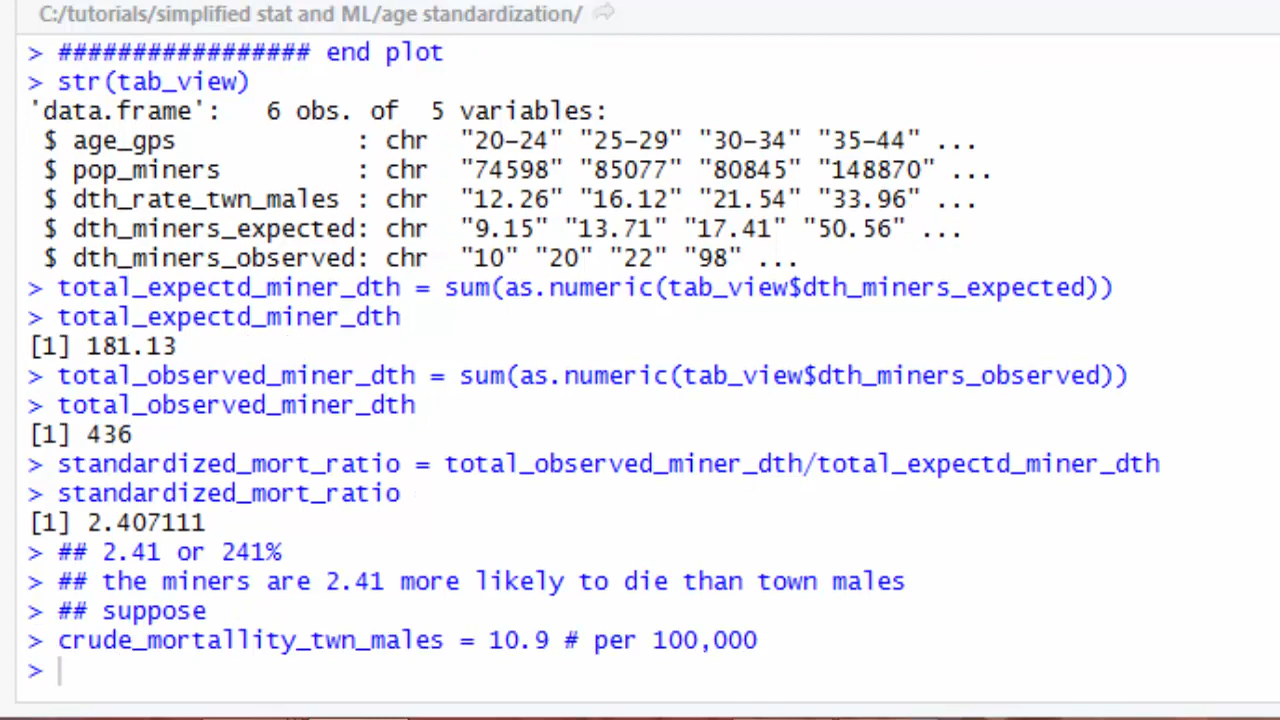 C:/tutorials/simplified stat and ML/age standardization/
> ################# end plot
> str(tab_view)
'data.frame':   6 obs. of  5 variables:
 $ age_gps             : chr  "20-24" "25-29" "30-34" "35-44" ...
 $ pop_miners          : chr  "74598" "85077" "80845" "148870" ...
 $ dth_rate_twn_males : chr  "12.26" "16.12" "21.54" "33.96" ...
 $ dth_miners_expected: chr  "9.15" "13.71" "17.41" "50.56" ...
 $ dth_miners_observed: chr  "10" "20" "22" "98" ...
> total_expectd_miner_dth = sum(as.numeric(tab_view$dth_miners_expected))
> total_expectd_miner_dth
[1] 181.13
> total_observed_miner_dth = sum(as.numeric(tab_view$dth_miners_observed))
> total_observed_miner_dth
[1] 436
> standardized_mort_ratio = total_observed_miner_dth/total_expectd_miner_dth
> standardized_mort_ratio
[1] 2.407111
> ## 2.41 or 241%
> ## the miners are 2.41 more likely to die than town males
> ## suppose
> crude_mortallity_twn_males = 10.9 # per 100,000
>